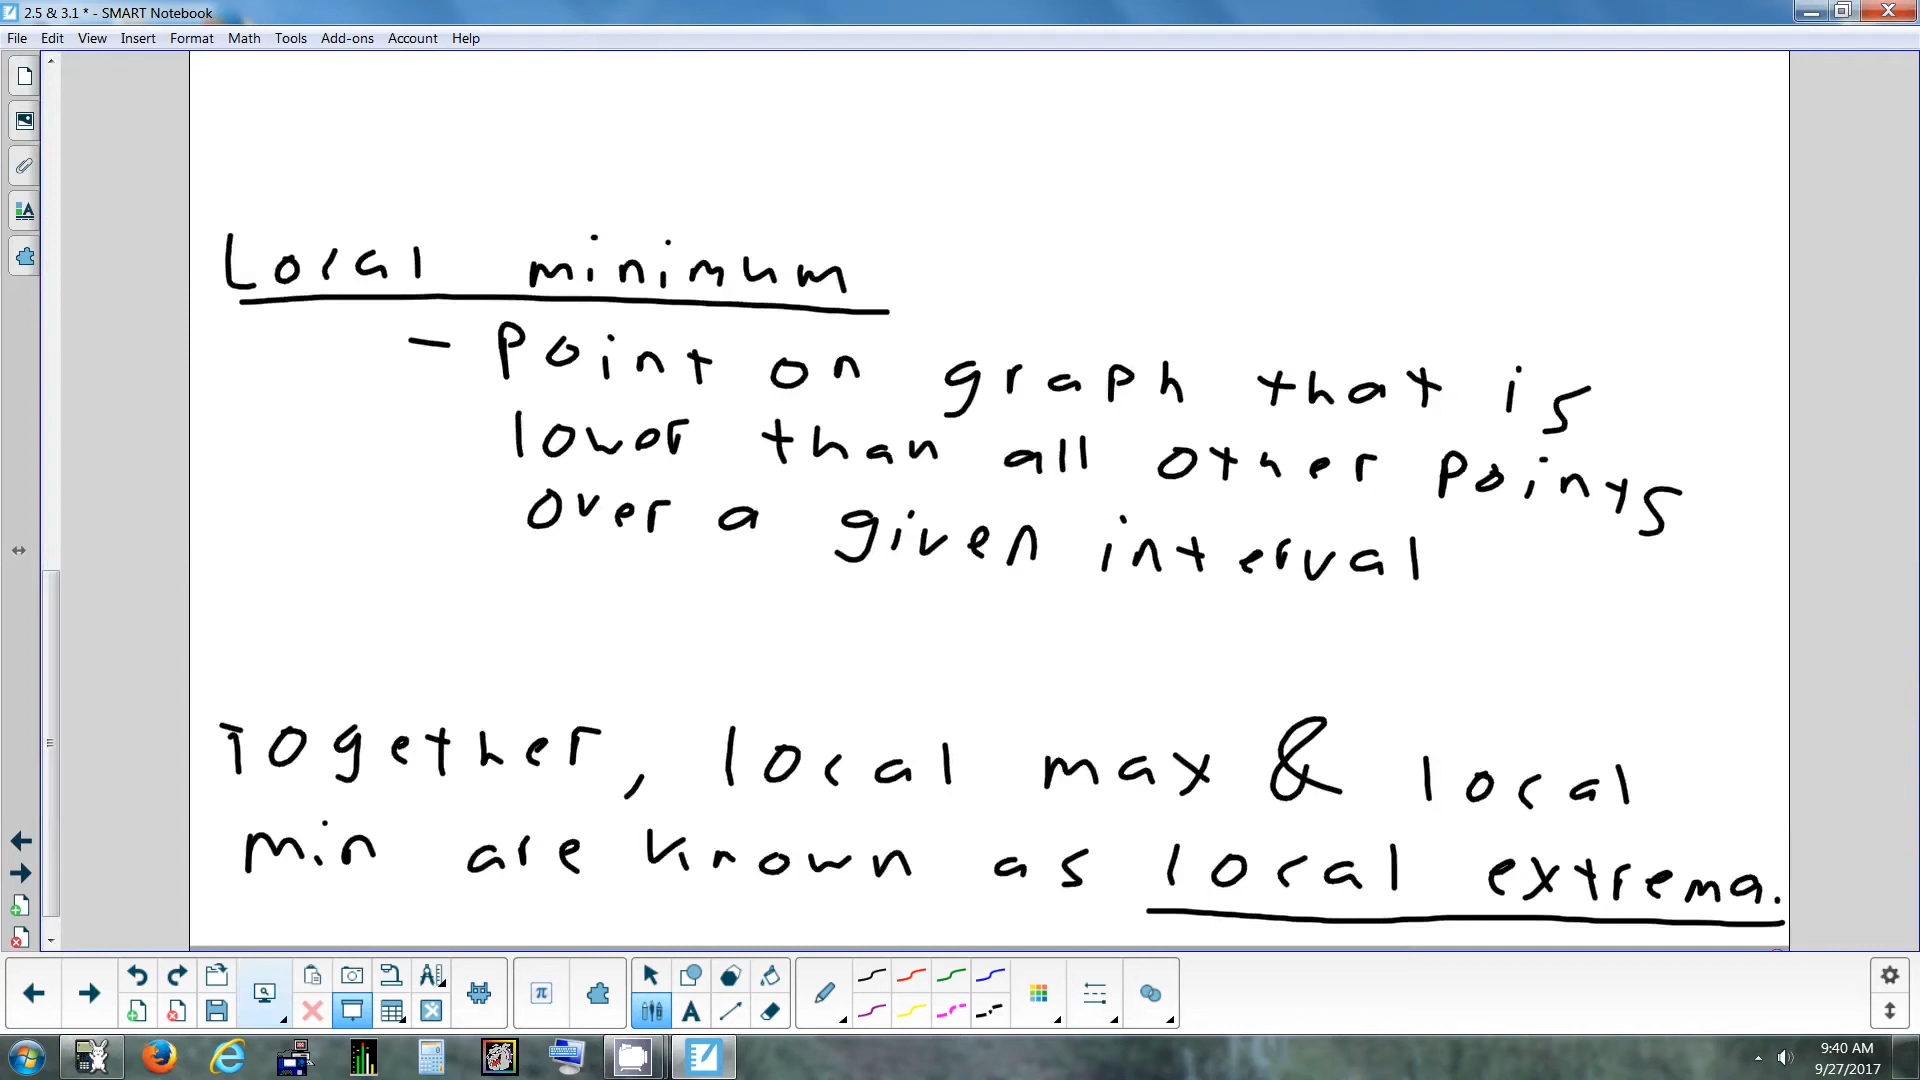 2.5 & 3.1 * - SMART Notebook
File Edit View Insert Format Math Tools Add-ons Account Help
Local minimum
- Point on graph that is
lower than all other points
over a given interval
Together, local max & local
min are known as local extrema.
9:40 AM
9/27/2017